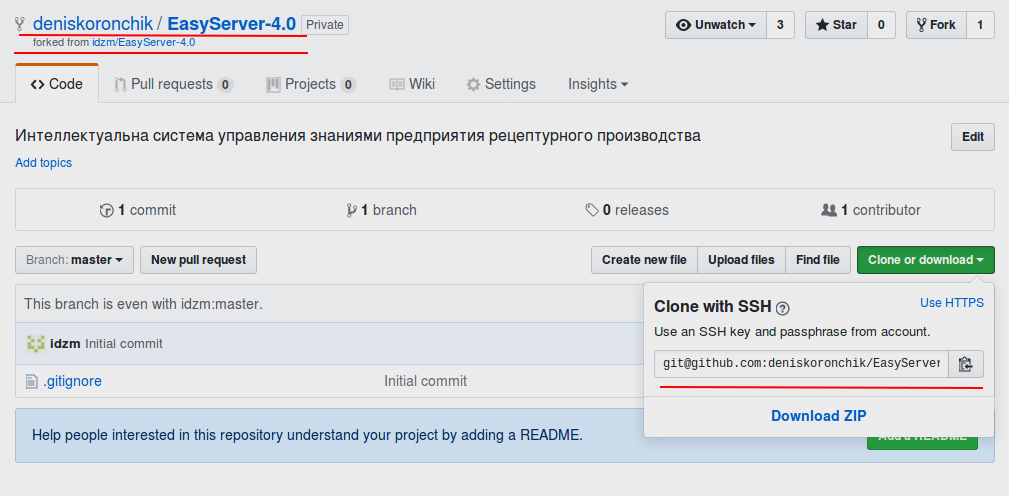 deniskoronchik / EasyServer-4.0 Private
Unwatch 3 Star 0 Fork 1
forked from idzm/EasyServer-4.0
Code Pull requests 0 Projects 0 Wiki Settings Insights
Интеллектуальна система управления знаниями предприятия рецептурного производства
Edit
Add topics
1 commit 1 branch 0 releases 1 contributor
Branch: master New pull request Create new file Upload files Find file Clone or download
This branch is even with idzm:master.
idzm Initial commit
.gitignore Initial commit
Clone with SSH ? Use HTTPS
Use an SSH key and passphrase from account.
git@github.com:deniskoronchik/EasyServer
Download ZIP
Help people interested in this repository understand your project by adding a README.
Add a README